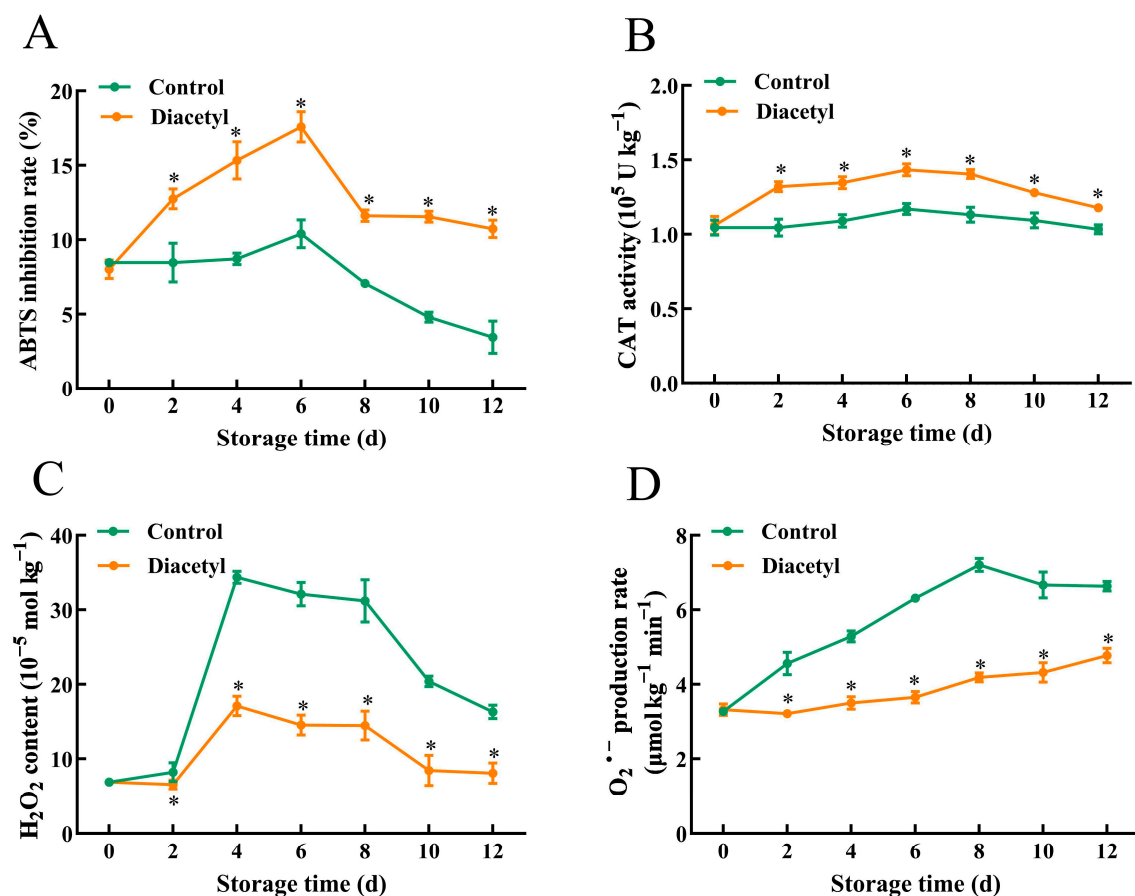 A
Control
Diacetyl
ABTS inhibition rate (%)
20
15
10
5
0
* * * * * *
0 2 4 6 8 10 12
Storage time (d)
B
Control
Diacetyl
CAT activity (10⁵ U kg⁻¹)
2.0
1.5
1.0
0.5
0.0
* * * * * *
0 2 4 6 8 10 12
Storage time (d)
C
Control
Diacetyl
H₂O₂ content (10⁻⁵ mol kg⁻¹)
40
30
20
10
0
* * * * * *
0 2 4 6 8 10 12
Storage time (d)
D
Control
Diacetyl
O₂•− production rate
(μmol kg⁻¹ min⁻¹)
8
6
4
2
0
* * * * * *
0 2 4 6 8 10 12
Storage time (d)